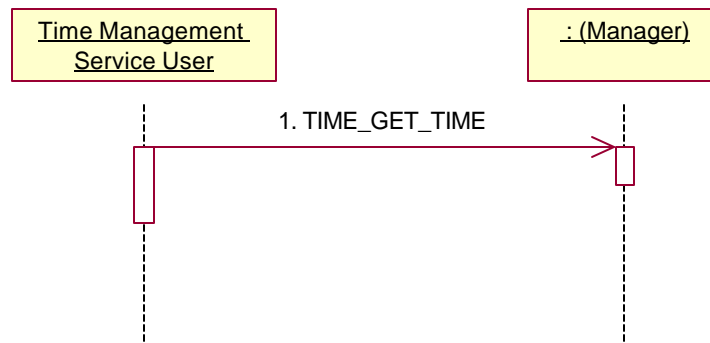 Time Management
Service User
: (Manager)
1. TIME_GET_TIME